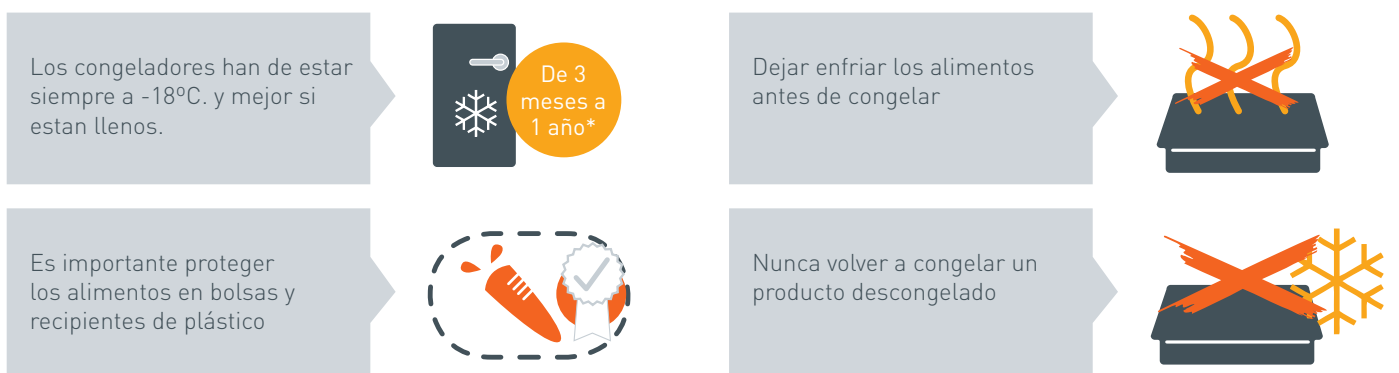 Los congeladores han de estar
siempre a -18ºC. y mejor si
estan llenos.
De 3
meses a
1 año*
Dejar enfriar los alimentos
antes de congelar
Es importante proteger
los alimentos en bolsas y
recipientes de plástico
Nunca volver a congelar un
producto descongelado